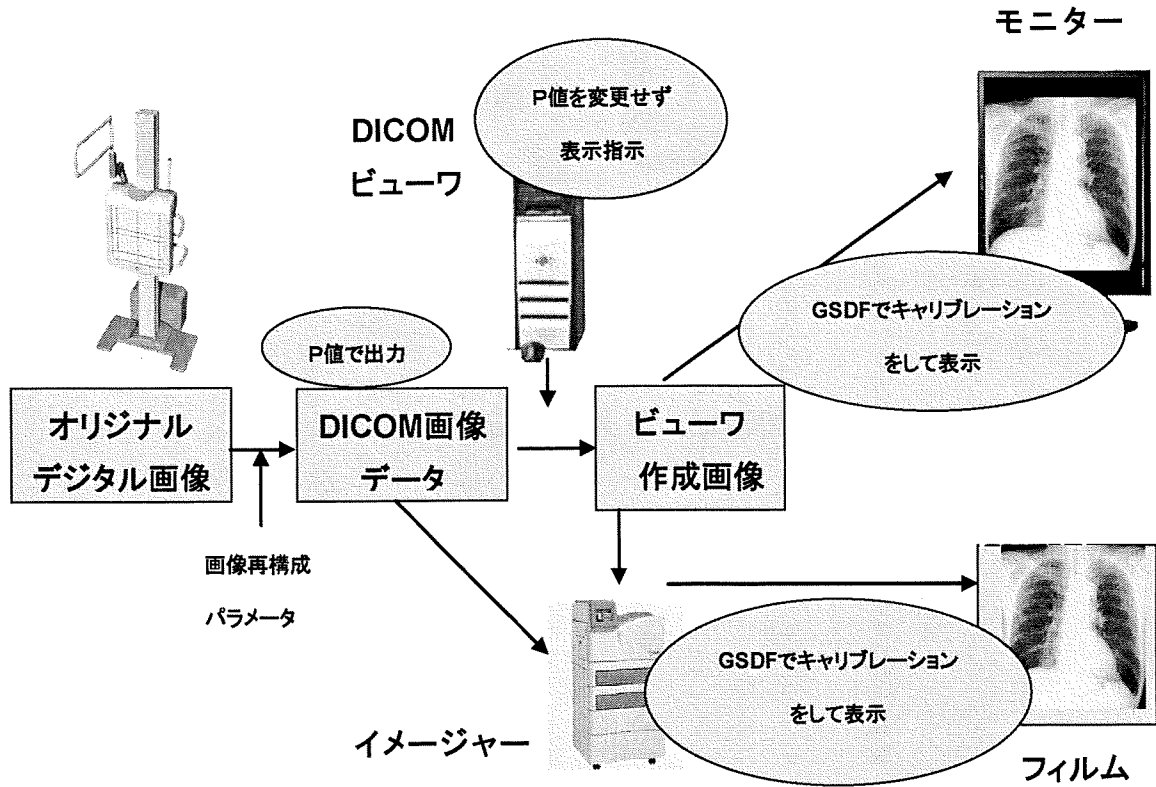 モニター
P値を変更せず
表示指示
DICOM
ビューワ
GSDFでキャリブレーション
をして表示
P値で出力
オリジナル
デジタル画像
DICOM画像
データ
ビューワ
作成画像
画像再構成
パラメータ
GSDFでキャリブレーション
をして表示
イメージャー
フィルム